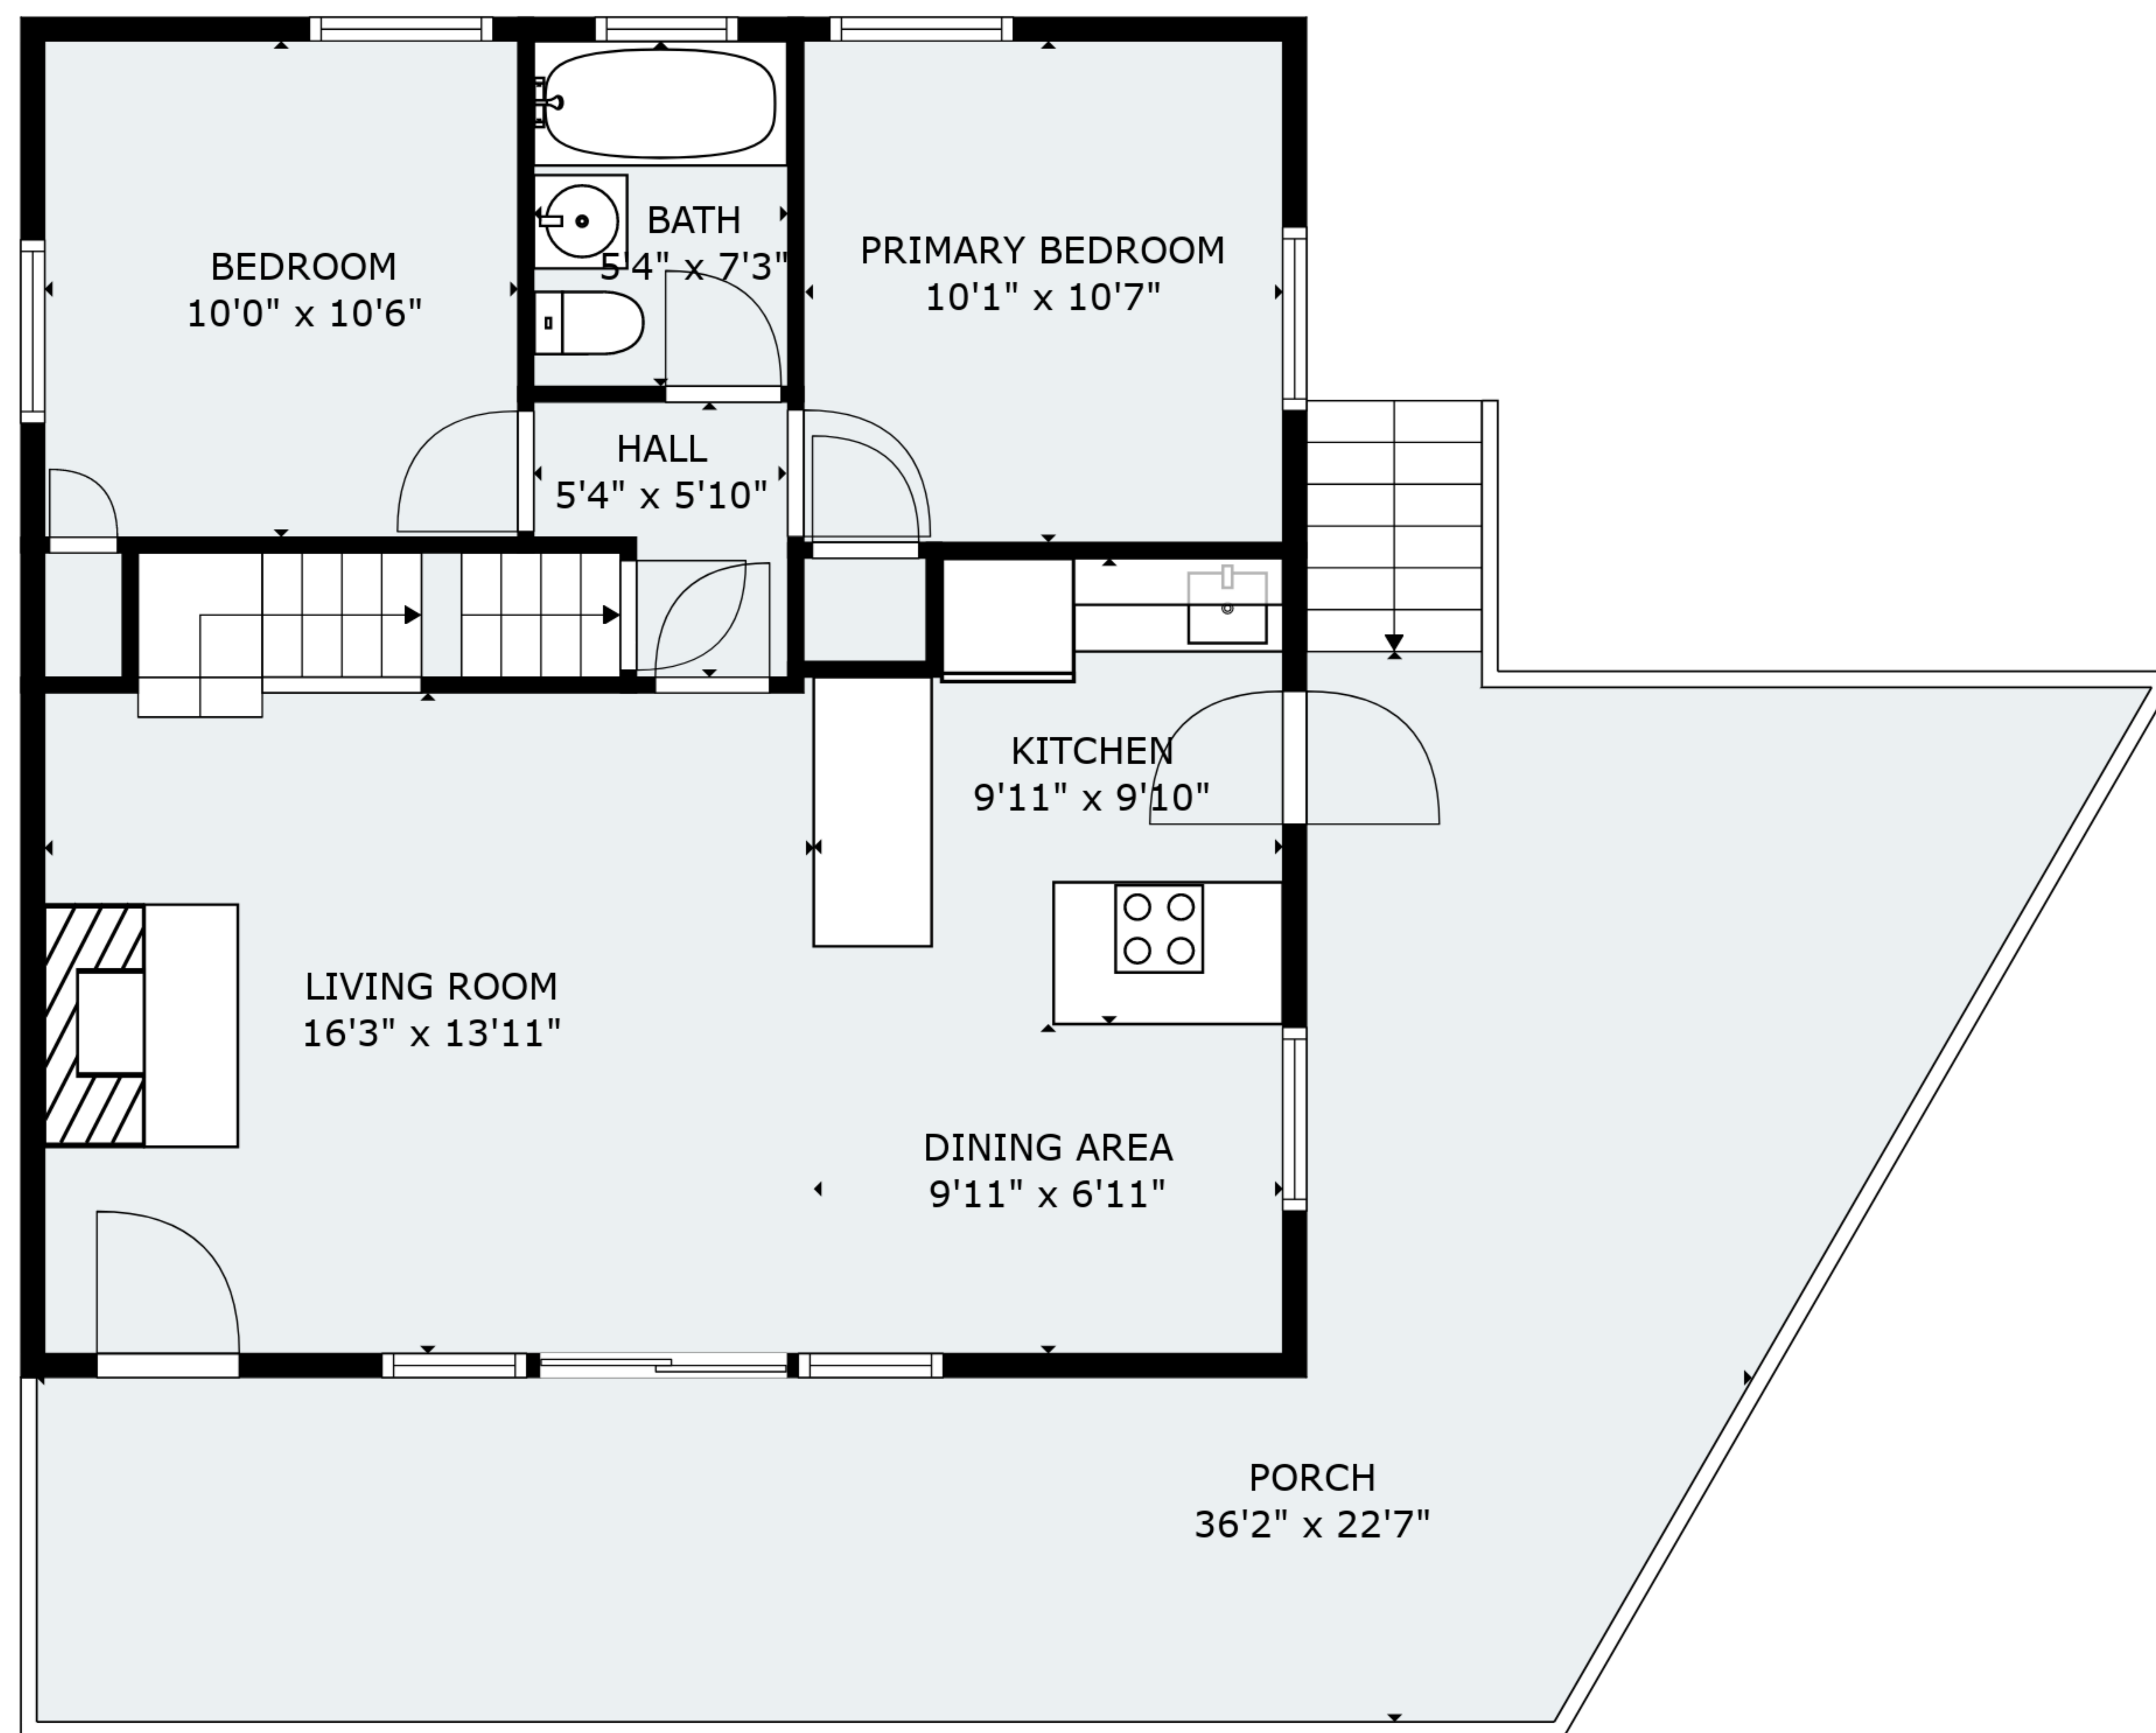 BEDROOM
10'0" x 10'6"
BATH
5'4" x 7'3"
PRIMARY BEDROOM
10'1" x 10'7"
HALL
5'4" x 5'10"
KITCHEN
9'11" x 9'10"
LIVING ROOM
16'3" x 13'11"
DINING AREA
9'11" x 6'11"
PORCH
36'2" x 22'7"